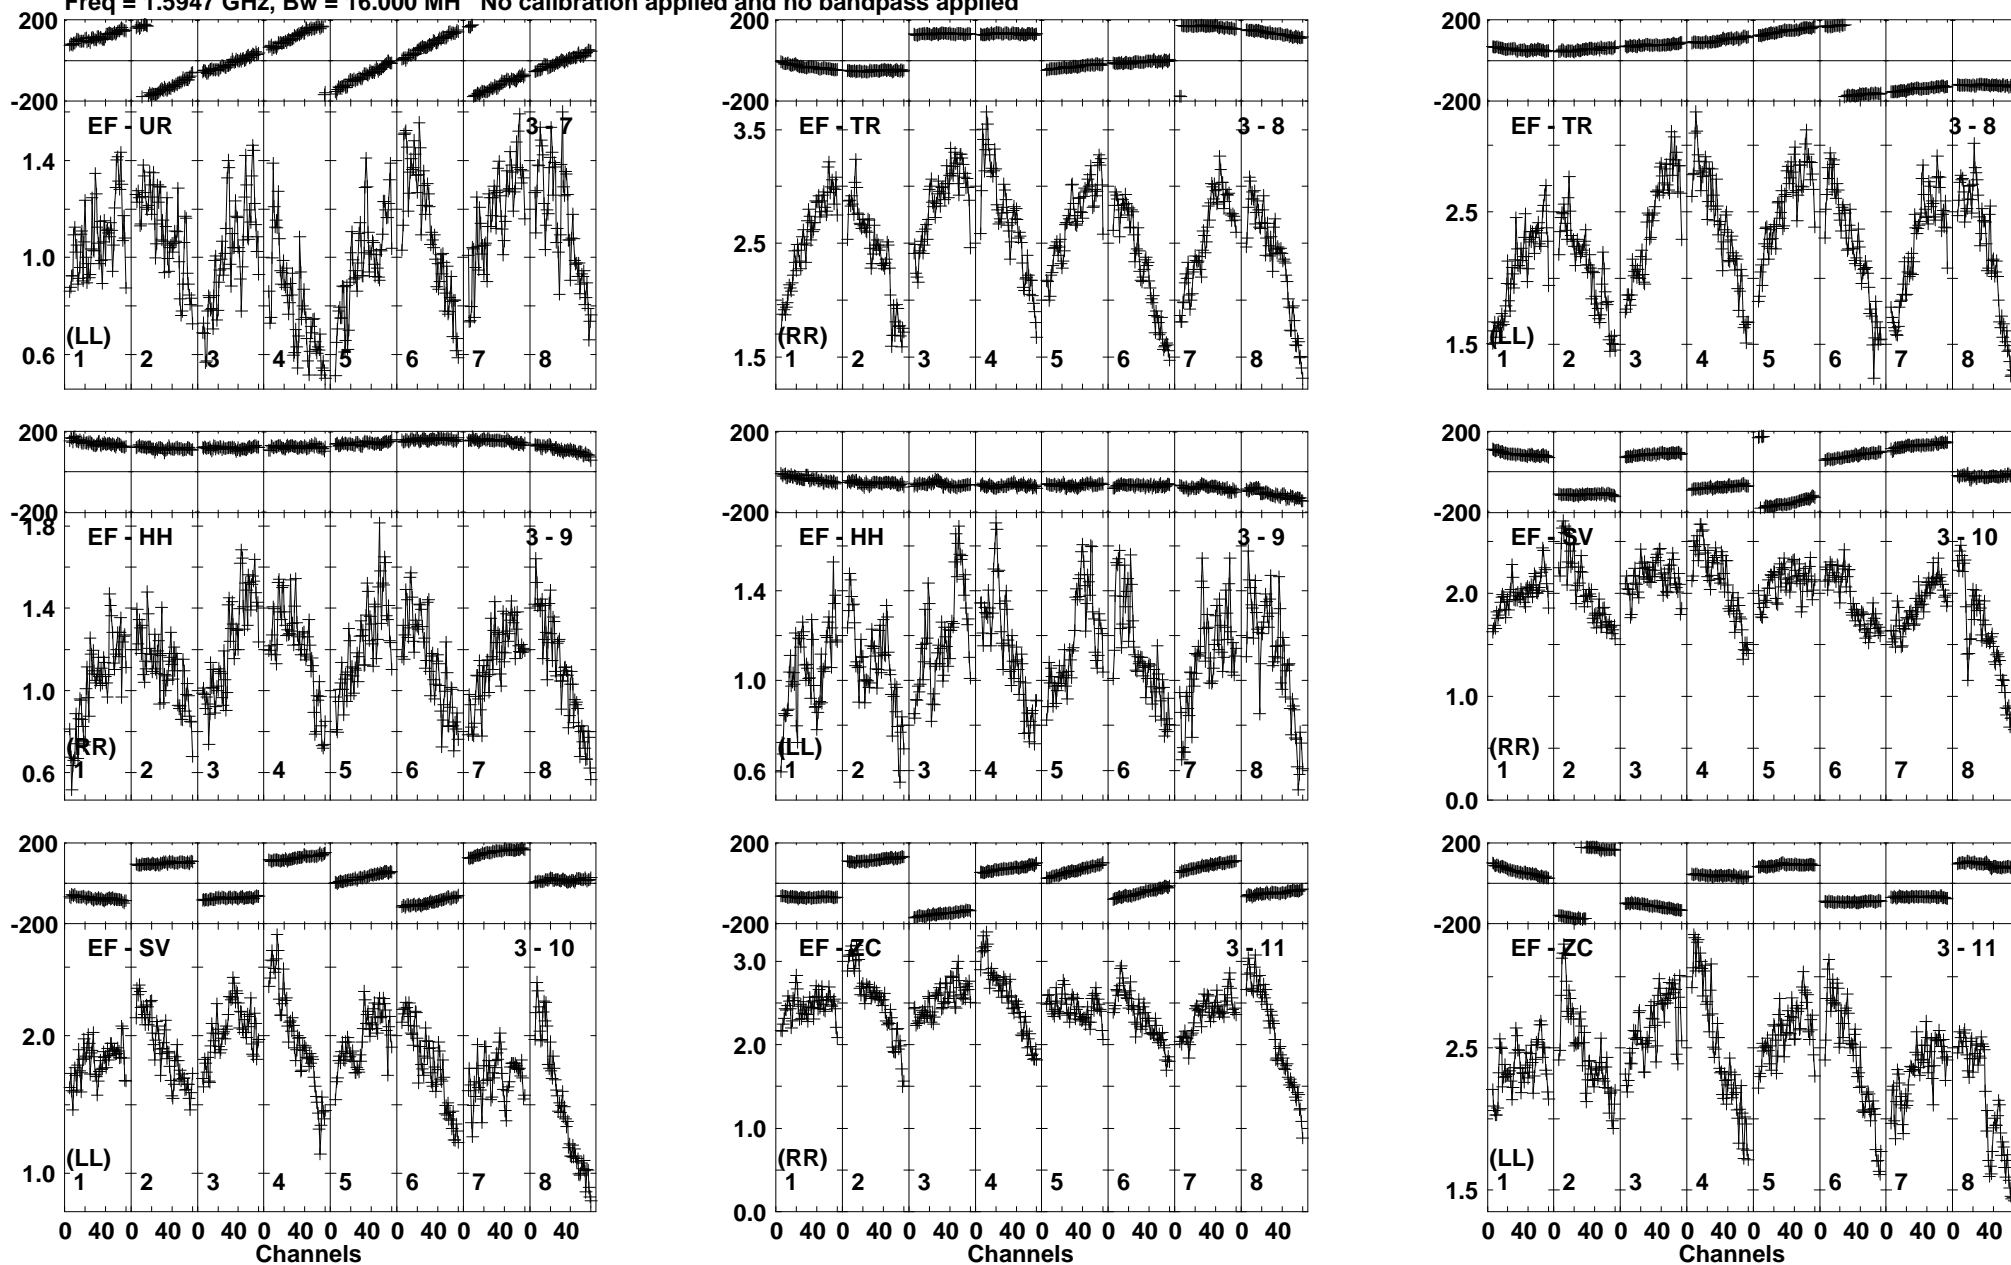 Freq = 1.5947 GHz, Bw = 16.000 MH No calibration applied and no bandpass applied
200 200 200
-200 -200 -200
EF - UR 3 - 7 EF - TR 3 - 8 EF - TR 3 - 8
3.5
1.4
2.5 2.5
1.0
(LL) (RR) (LL)
0.6 1.5 1.5
1 2 3 4 5 6 7 8 1 2 3 4 5 6 7 8 1 2 3 4 5 6 7 8
200 200 200
-200 -200 -200
1.8
EF - HH 3 - 9 EF - HH 3 - 9 EF - SV 3 - 10
1.4 1.4 2.0
1.0 1.0 1.0
(RR) (LL) (RR)
0.6 0.6 0.0
1 2 3 4 5 6 7 8 1 2 3 4 5 6 7 8 1 2 3 4 5 6 7 8
200 200 200
-200 -200 -200
EF - SV 3 - 10 EF - ZC 3 - 11 EF - ZC 3 - 11
3.0
2.0 2.0 2.5
(LL) (RR) (LL)
1.0 1.0 1.5
1 2 3 4 5 6 7 8 1 2 3 4 5 6 7 8 1 2 3 4 5 6 7 8
0.0
0 40 0 40 0 40 0 40 0 40 0 40 0 40 0 40 0 40 0 40 0 40 0 40 0 40 0 40 0 40 0 40 0 40 0 40 0 40 0 40 0 40 0 40 0 40 0 40
Channels Channels Channels